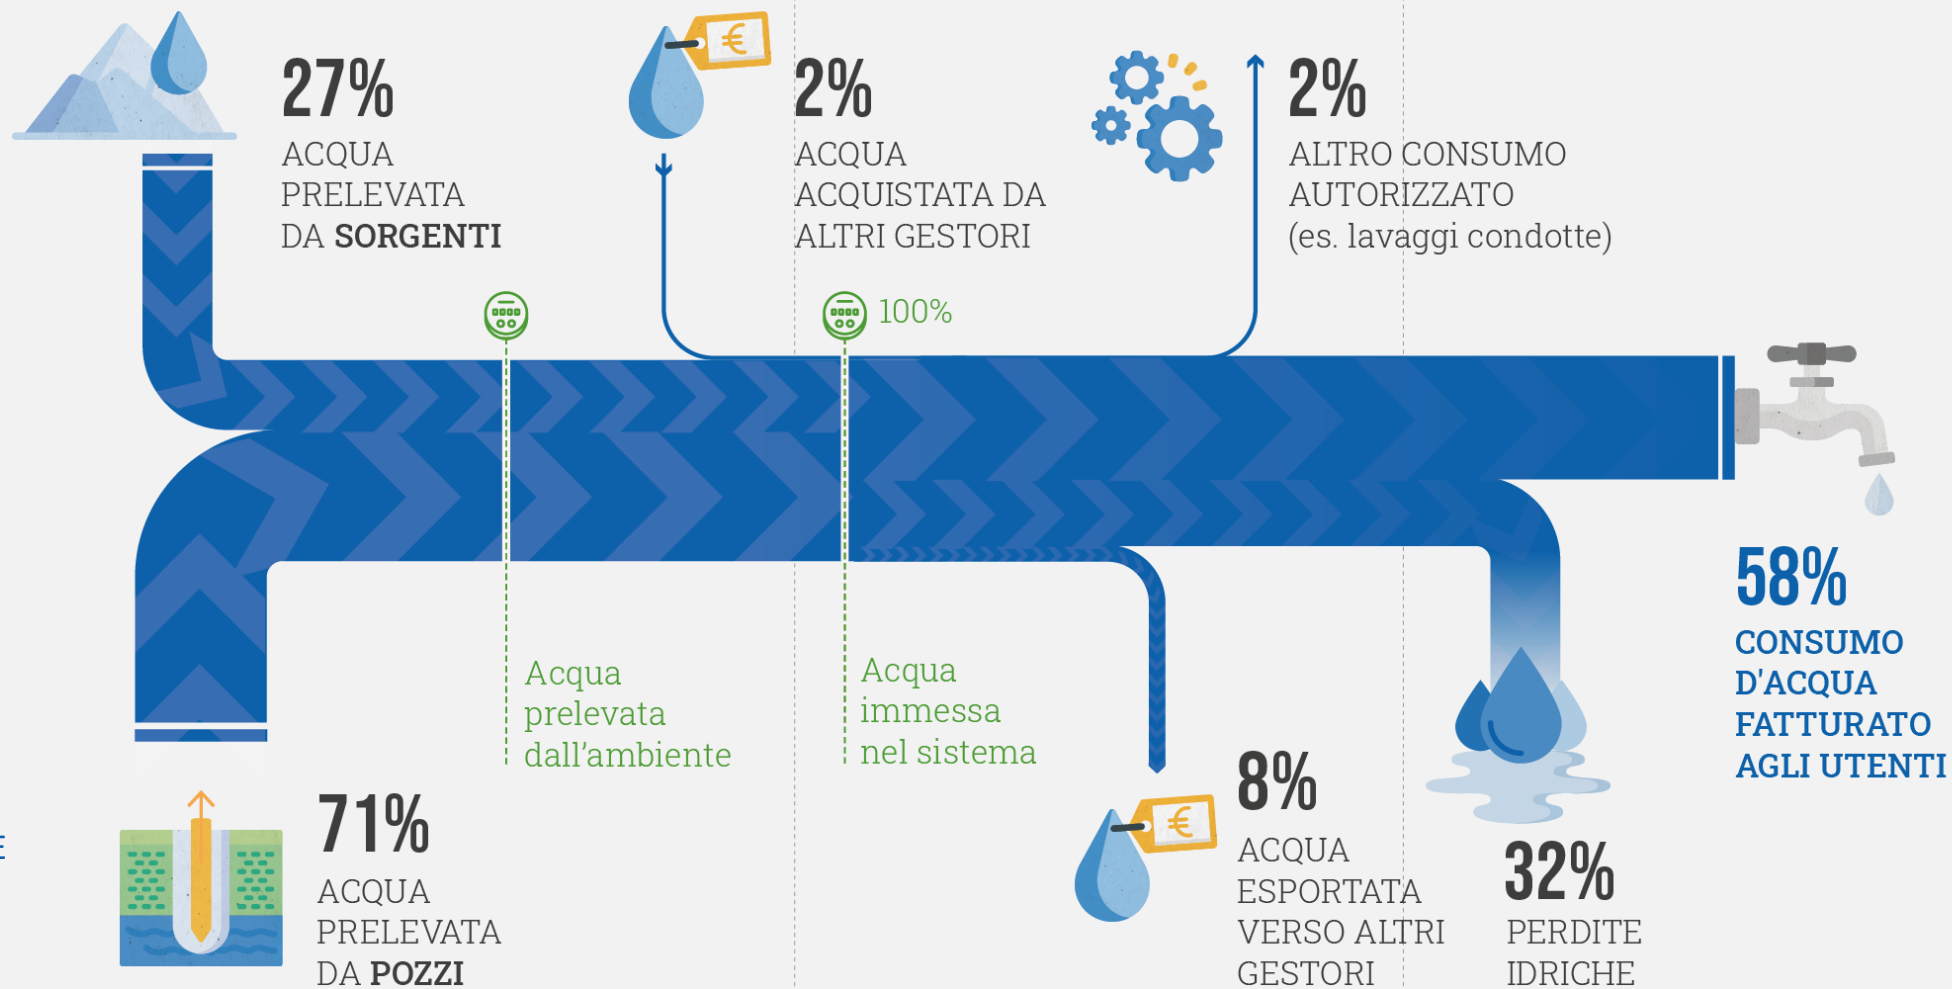 27%
ACQUA
PRELEVATA
DA SORGENTI
€
2%
ACQUA
ACQUISTATA DA
ALTRI GESTORI
2%
ALTRO CONSUMO
AUTORIZZATO
(es. lavaggi condotte)
100%
Acqua
prelevata
dall'ambiente
Acqua
immessa
nel sistema
58%
CONSUMO
D'ACQUA
FATTURATO
AGLI UTENTI
71%
ACQUA
PRELEVATA
DA POZZI
€
8%
ACQUA
ESPORTATA
VERSO ALTRI
GESTORI
32%
PERDITE
IDRICHE
E